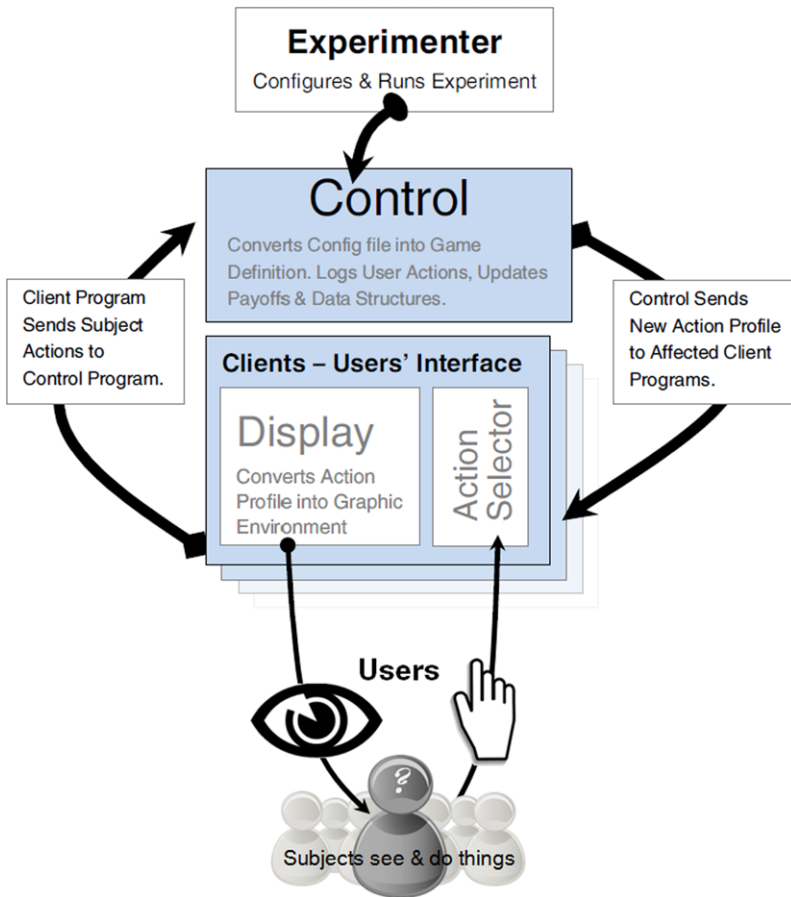 Experimenter
Configures & Runs Experiment
Control
Converts Config file into Game
Definition. Logs User Actions, Updates
Payoffs & Data Structures.
Client Program
Sends Subject
Actions to
Control Program.
Control Sends
New Action Profile
to Affected Client
Programs.
Clients – Users’ Interface
Display
Converts Action
Profile into Graphic
Environment
Action
Selector
Users
?
Subjects see & do things